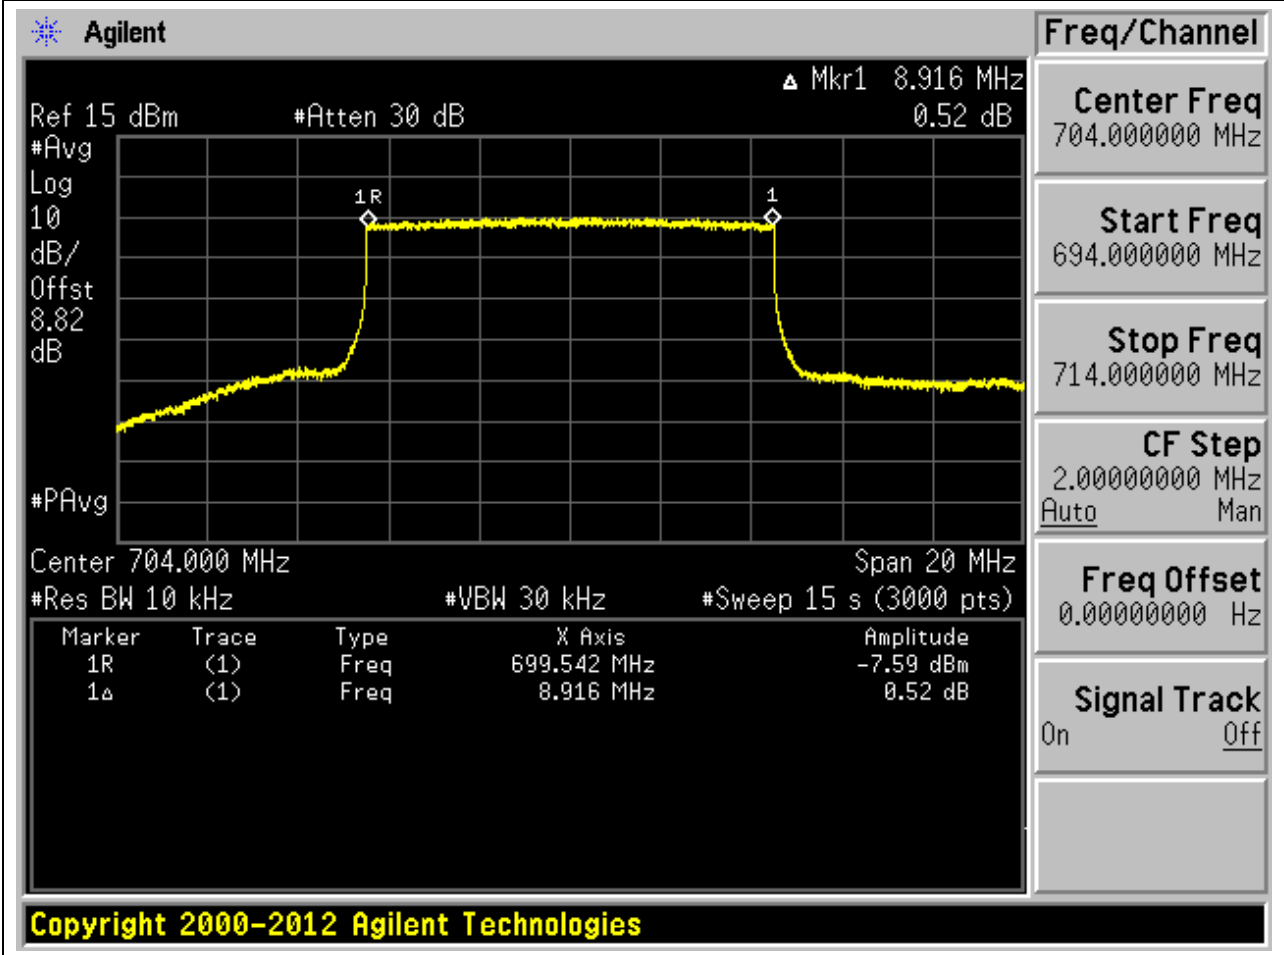 Agilent
Freq/Channel
Δ Mkr1 8.916 MHz
Ref 15 dBm #Atten 30 dB 0.52 dB
#Avg
Log
10
dB/
Offst
8.82
dB
#PAvg
1R
1
Center 704.000 MHz Span 20 MHz
#Res BW 10 kHz #VBW 30 kHz #Sweep 15 s (3000 pts)
Marker Trace Type X Axis Amplitude
1R (1) Freq 699.542 MHz -7.59 dBm
1Δ (1) Freq 8.916 MHz 0.52 dB
Center Freq
704.000000 MHz
Start Freq
694.000000 MHz
Stop Freq
714.000000 MHz
CF Step
2.00000000 MHz
Auto Man
Freq Offset
0.00000000 Hz
Signal Track
On Off
Copyright 2000-2012 Agilent Technologies